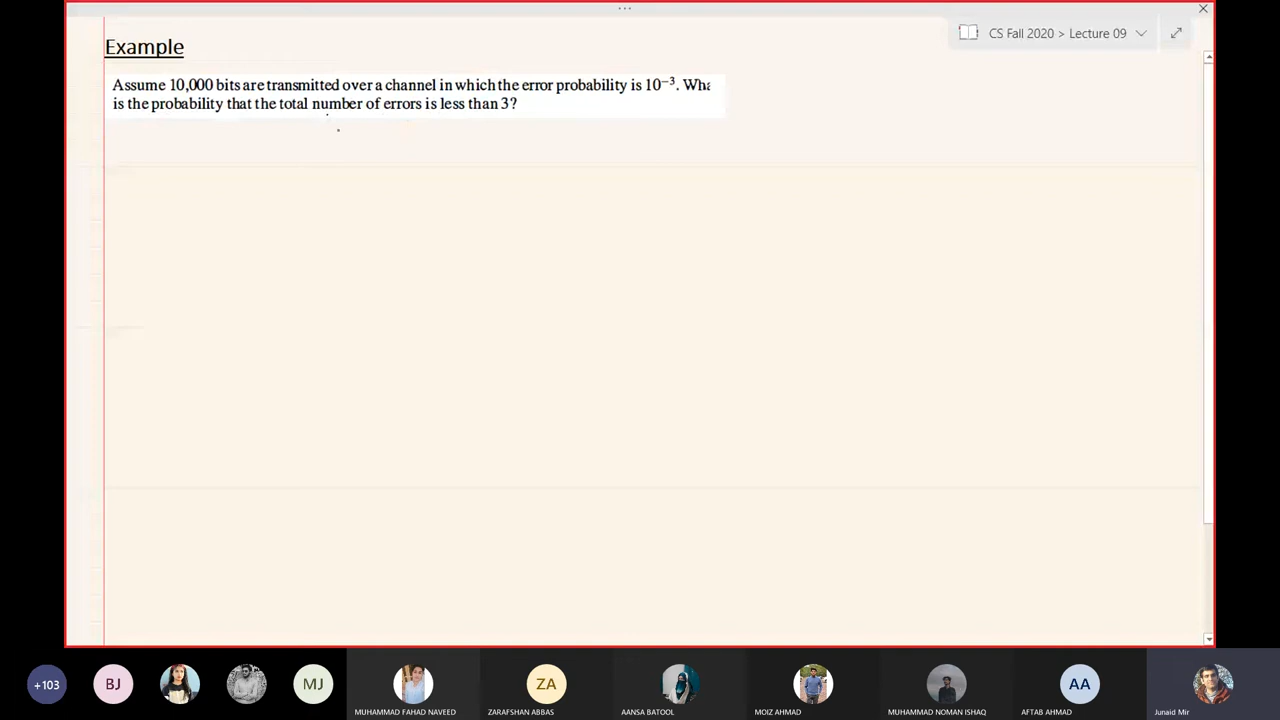 CS Fall 2020 > Lecture 09
Example
Assume 10,000 bits are transmitted over a channel in which the error probability is 10⁻³. Wha
is the probability that the total number of errors is less than 3?
+103
BJ
MJ
ZA
AA
MUHAMMAD FAHAD NAVEED
ZARAFSHAN ABBAS
AANSA BATOOL
MOIZ AHMAD
MUHAMMAD NOMAN ISHAQ
AFTAB AHMAD
Junaid Mir